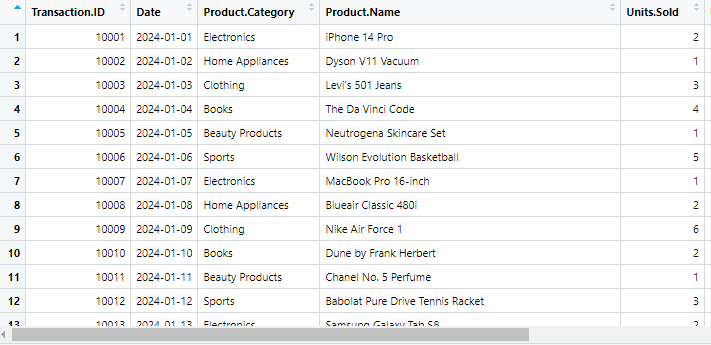 Transaction.ID Date Product.Category Product.Name Units.Sold
1 10001 2024-01-01 Electronics iPhone 14 Pro 2
2 10002 2024-01-02 Home Appliances Dyson V11 Vacuum 1
3 10003 2024-01-03 Clothing Levi's 501 Jeans 3
4 10004 2024-01-04 Books The Da Vinci Code 4
5 10005 2024-01-05 Beauty Products Neutrogena Skincare Set 1
6 10006 2024-01-06 Sports Wilson Evolution Basketball 5
7 10007 2024-01-07 Electronics MacBook Pro 16-inch 1
8 10008 2024-01-08 Home Appliances Blueair Classic 480i 2
9 10009 2024-01-09 Clothing Nike Air Force 1 6
10 10010 2024-01-10 Books Dune by Frank Herbert 2
11 10011 2024-01-11 Beauty Products Chanel No. 5 Perfume 1
12 10012 2024-01-12 Sports Babolat Pure Drive Tennis Racket 3
13 10013 2024-01-13 Electronics Samsung Galaxy Tab S8 2